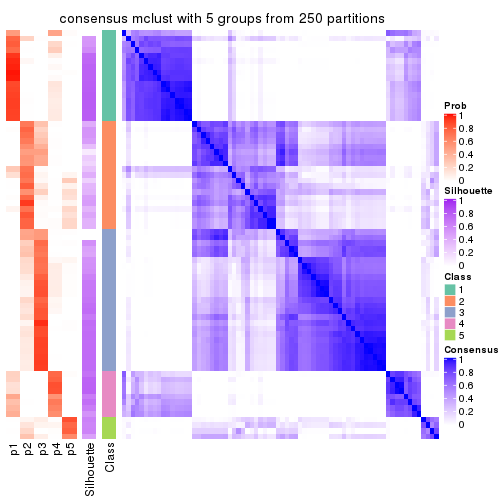 consensus mclust with 5 groups from 250 partitions
Prob
1
0.8
0.6
0.4
0.2
0
Silhouette
1
0.8
0.6
0.4
0.2
0
Class
1
2
3
4
5
Consensus
1
0.8
0.6
0.4
0.2
0
p1
p2
p3
p4
p5
Silhouette
Class